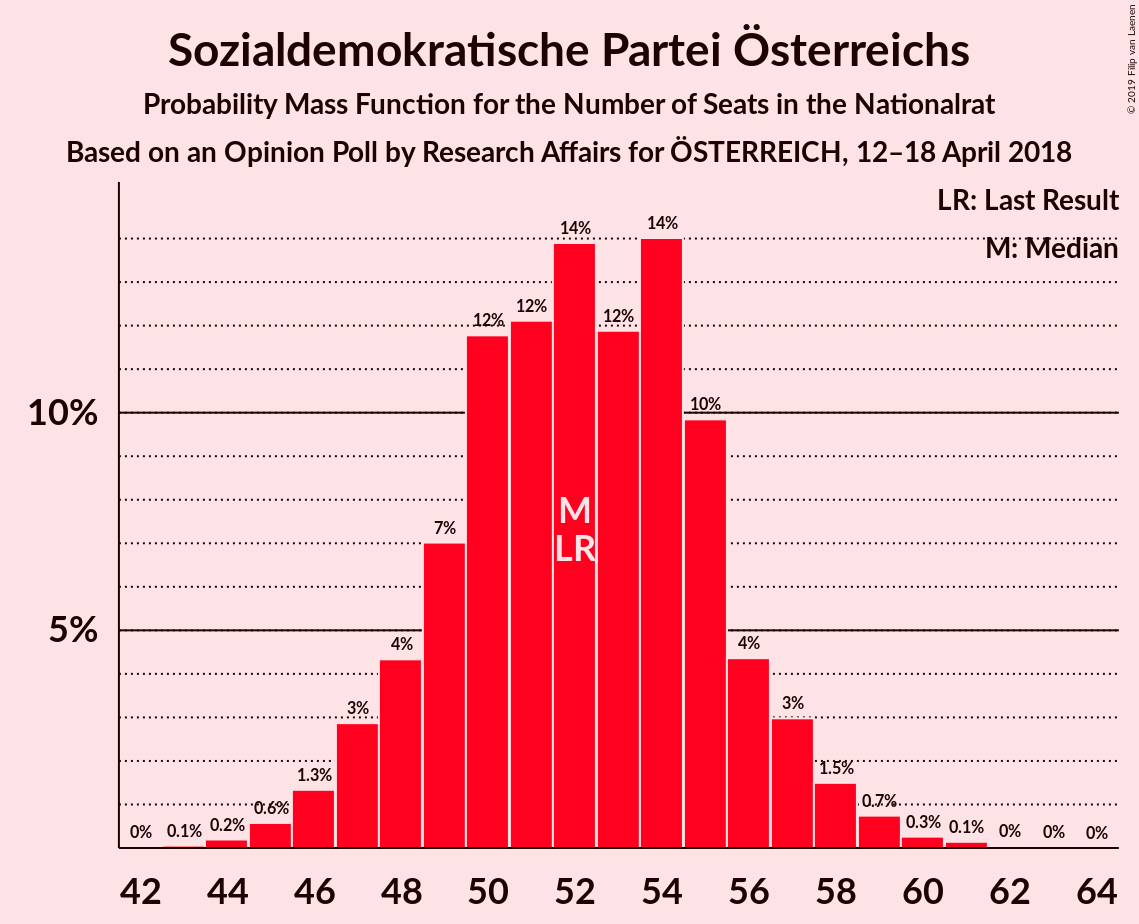 Sozialdemokratische Partei Österreichs
Probability Mass Function for the Number of Seats in the Nationalrat
Based on an Opinion Poll by Research Affairs for ÖSTERREICH, 12–18 April 2018
© 2019 Filip van Laenen
LR: Last Result
M: Median
10%
5%
0%
0.1%
0.2%
0.6%
1.3%
3%
4%
7%
12%
12%
14%
12%
14%
10%
4%
3%
1.5%
0.7%
0.3%
0.1%
0%
0%
0%
M
LR
42 44 46 48 50 52 54 56 58 60 62 64